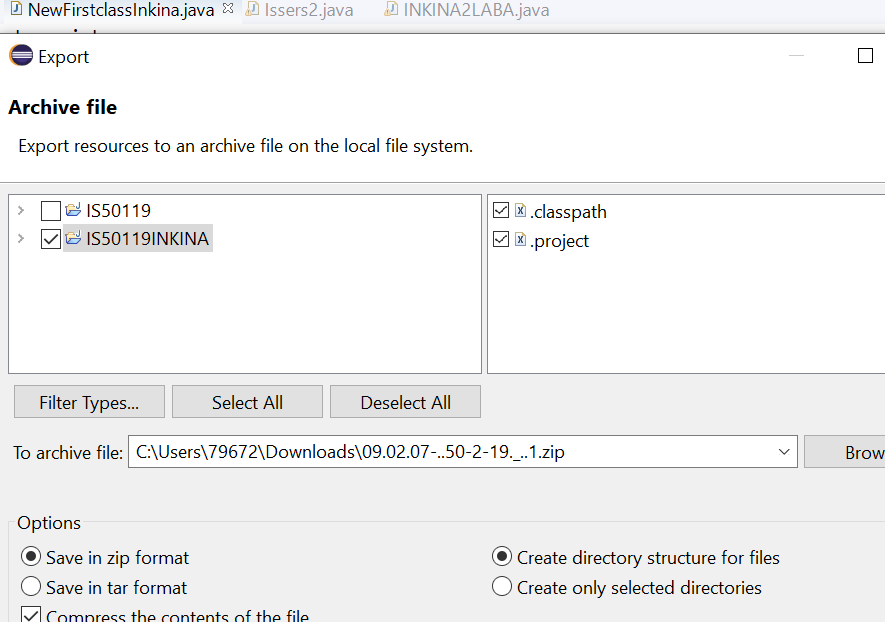 NewFirstclassInkina.java Issers2.java INKINA2LABA.java
Export
Archive file
Export resources to an archive file on the local file system.
IS50119
IS50119INKINA
.classpath
.project
Filter Types... Select All Deselect All
To archive file: C:\Users\79672\Downloads\09.02.07-..50-2-19._..1.zip Brow
Options
Save in zip format
Save in tar format
Compress the contents of the file
Create directory structure for files
Create only selected directories